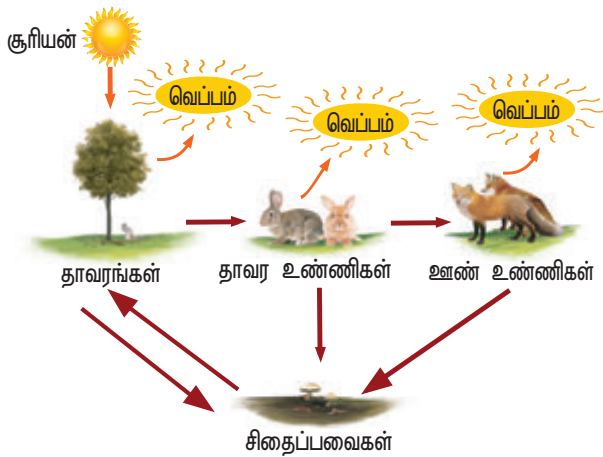 சூரியன்
வெப்பம்
வெப்பம்
வெப்பம்
தாவரங்கள்
தாவர உண்ணிகள்
ஊண் உண்ணிகள்
சிதைப்பவைகள்